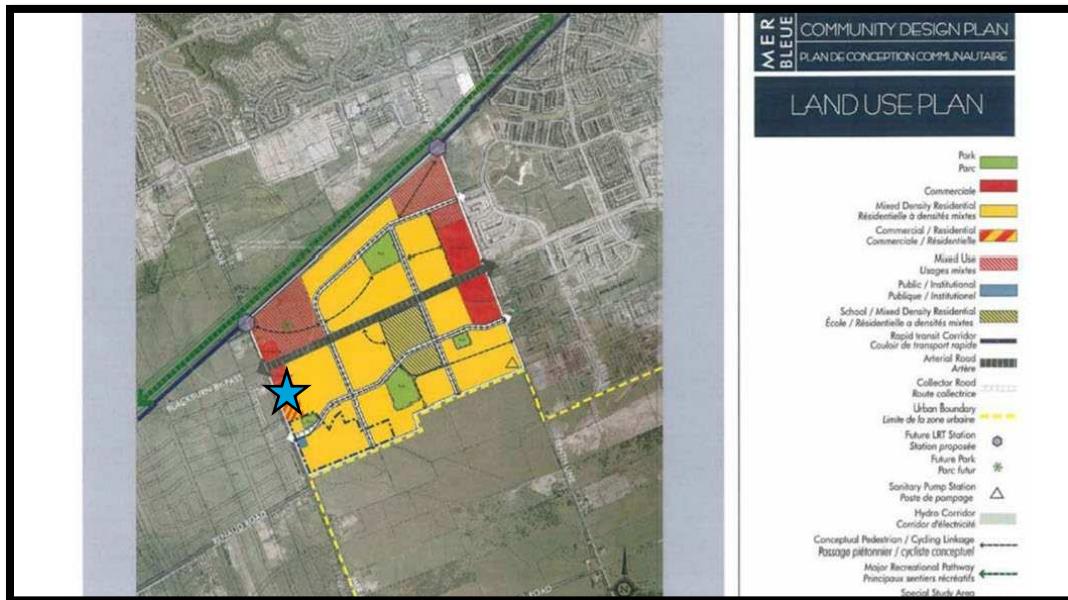 MER BLEUE
COMMUNITY DESIGN PLAN
PLAN DE CONCEPTION COMMUNAUTAIRE
LAND USE PLAN
Park
Parc
Commerciale
Mixed Density Residential
Résidentielle à densités mixtes
Commercial / Residential
Commerciale / Résidentielle
Mixed Use
Usages mixtes
Public / Institutional
Publique / Institutionel
School / Mixed Density Residential
École / Résidentielle a densités mixtes
Rapid transit Corridor
Couloir de transport rapide
Arterial Road
Artère
Collector Road
Route collectrice
Urban Boundary
Limite de la zone urbaine
Future LRT Station
Station proposée
Future Park
Parc futur
Sanitary Pump Station
Poste de pompage
Hydro Corridor
Corridor d'électricité
Conceptual Pedestrian / Cycling Linkage
Passage piétonnier / cycliste conceptuel
Major Recreational Pathway
Principaux sentiers récréatifs
Special Study Area
BLACKBURN BY-PASS
ROAD
ROAD